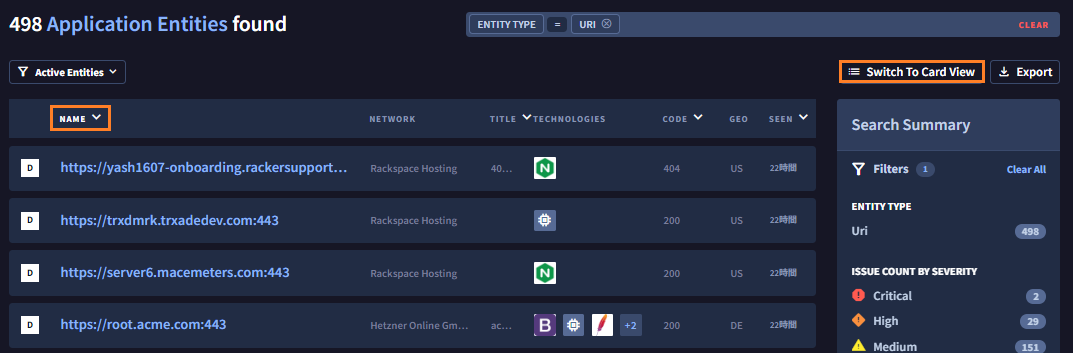 498 Application Entities found
ENTITY TYPE = URI CLEAR
Active Entities
Switch To Card View Export
NAME NETWORK TITLE TECHNOLOGIES CODE GEO SEEN
D https://yash1607-onboarding.rackersupport... Rackspace Hosting 40... N 404 US 22時間
D https://trxdmrk.trxadedev.com:443 Rackspace Hosting 200 US 22時間
D https://server6.macemeters.com:443 Rackspace Hosting N 200 US 22時間
D https://root.acme.com:443 Hetzner Online Gm... ac... B +2 200 DE 22時間
Search Summary
Filters 1 Clear All
ENTITY TYPE
Uri 498
ISSUE COUNT BY SEVERITY
Critical 2
High 29
Medium 151